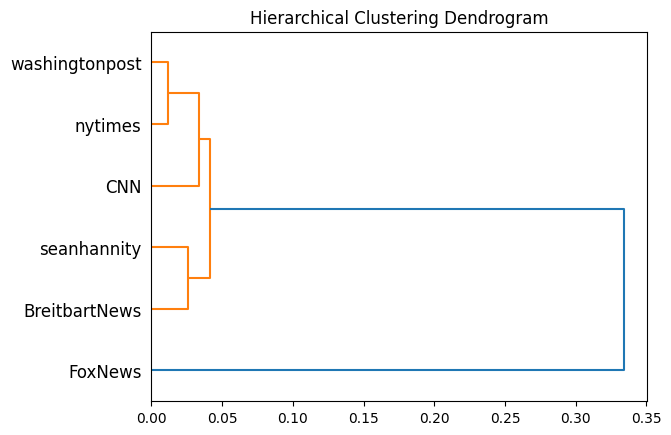 Hierarchical Clustering Dendrogram
washingtonpost
nytimes
CNN
seanhannity
BreitbartNews
FoxNews
0.00 0.05 0.10 0.15 0.20 0.25 0.30 0.35